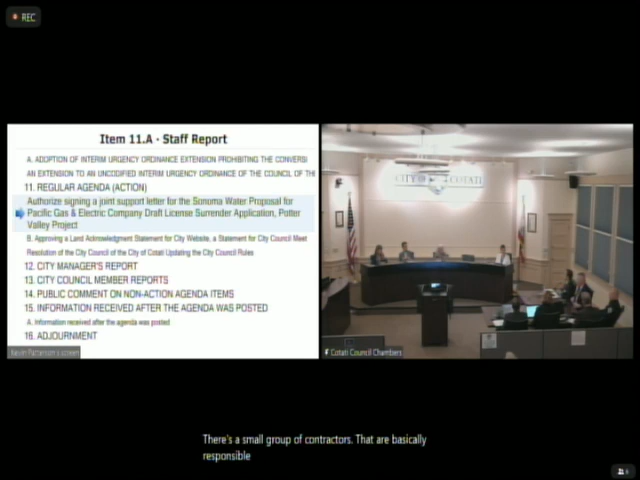 REC
Item 11.A - Staff Report
A. ADOPTION OF INTERIM URGENCY ORDINANCE EXTENSION PROHIBITING THE CONVERSI
AN EXTENSION TO AN UNCODIFIED INTERIM URGENCY ORDINANCE OF THE COUNCIL OF TH
11. REGULAR AGENDA (ACTION)
Authorize signing a joint support letter for the Sonoma Water Proposal for
Pacific Gas & Electric Company Draft License Surrender Application, Potter
Valley Project
B. Approving a Land Acknowledgment Statement for City Website, a Statement for City Council Meet
Resolution of the City Council of the City of Cotati Updating the City Council Rules
12. CITY MANAGER'S REPORT
13. CITY COUNCIL MEMBER REPORTS
14. PUBLIC COMMENT ON NON-ACTION AGENDA ITEMS
15. INFORMATION RECEIVED AFTER THE AGENDA WAS POSTED
A. Information received after the agenda was posted
16. ADJOURNMENT
Kevin Patterson's screen
CITY OF COTATI
Cotati Council Chambers
There's a small group of contractors. That are basically
responsible